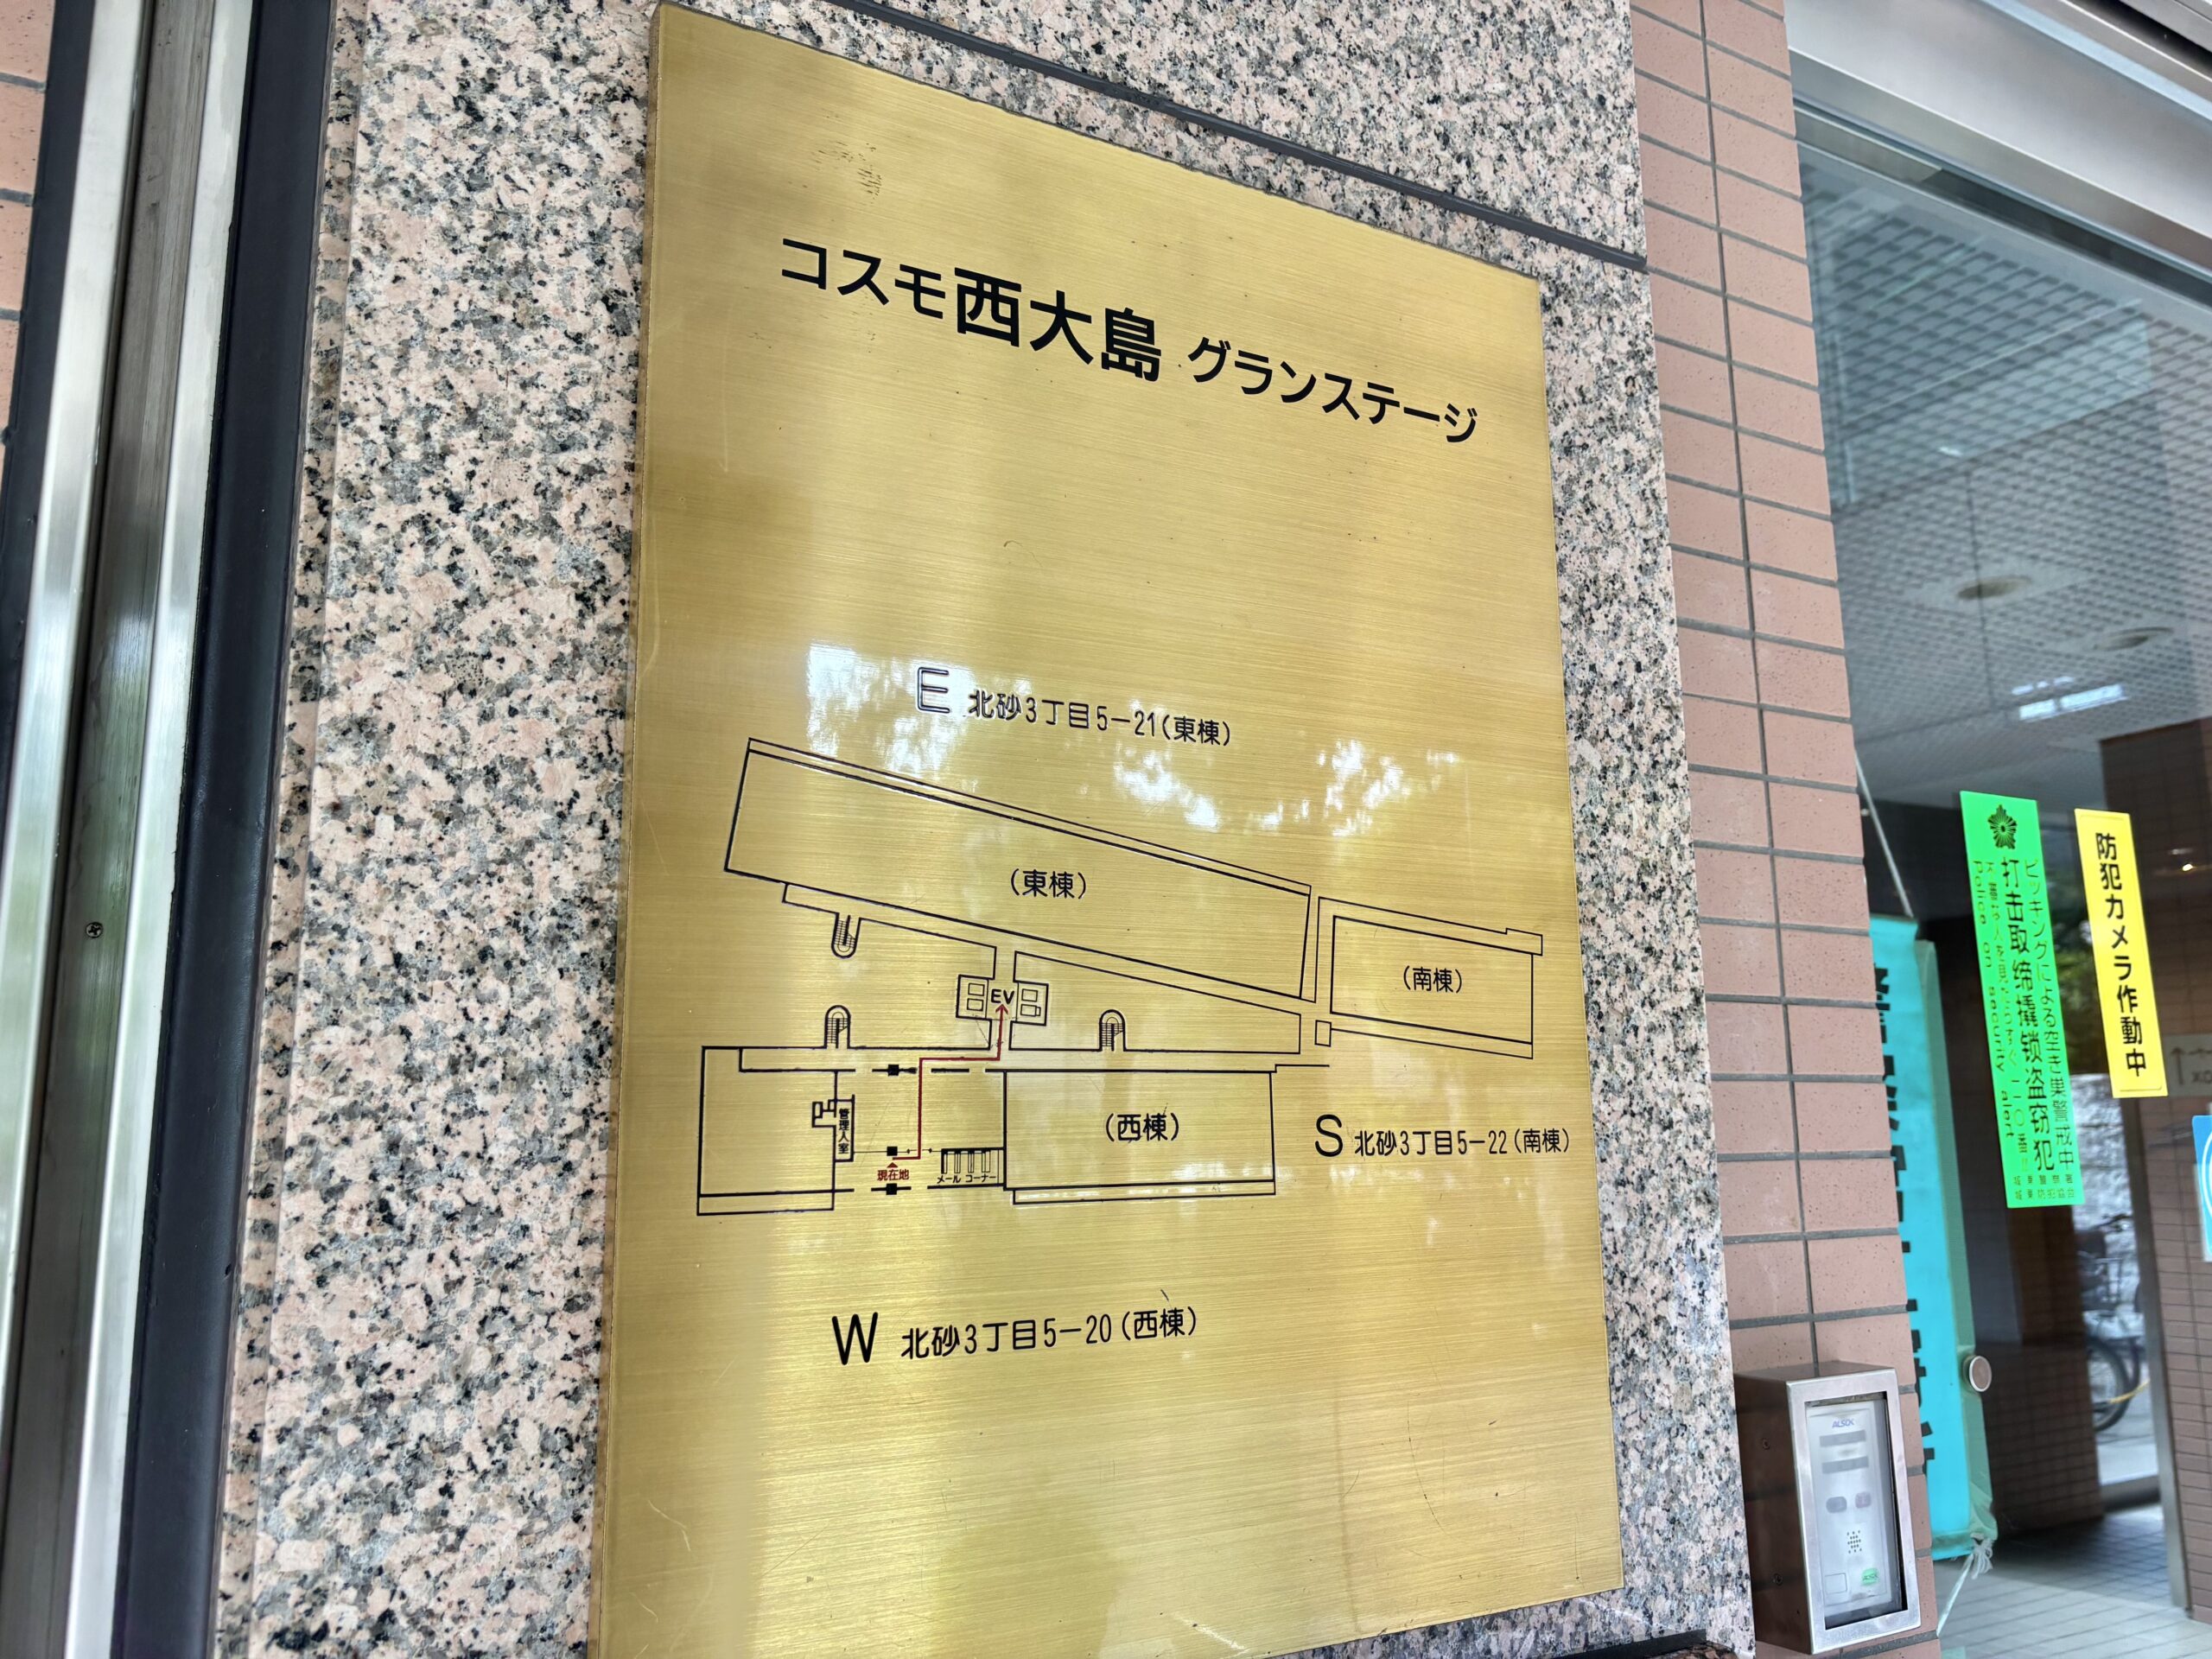 コスモ西大島 グランステージ
E 北砂3丁目5-21(東棟)
(東棟)
(南棟)
EV
管理人室
(西棟)
現在地
メール コーナー
S 北砂3丁目5-22(南棟)
W 北砂3丁目5-20(西棟)
防犯カメラ作動中
ピッキングによる空き巣警戒中
打击取缔撬锁盗窃犯
Police on security alert
ALSOK